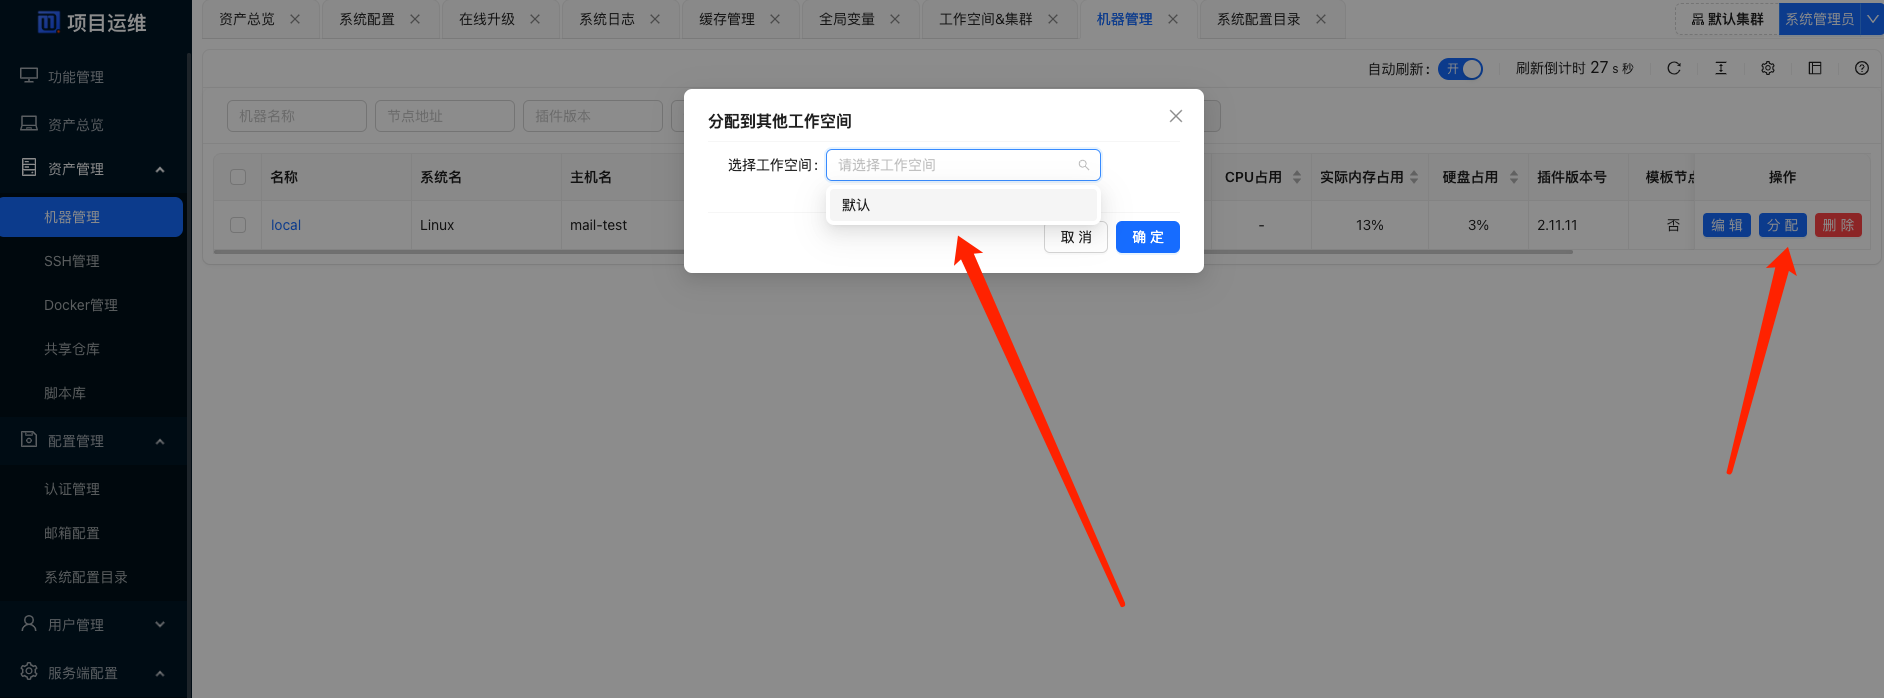 项目运维
资产总览
系统配置
在线升级
系统日志
缓存管理
全局变量
工作空间&集群
机器管理
系统配置目录
默认集群
系统管理员
功能管理
资产总览
资产管理
机器管理
SSH管理
Docker管理
共享仓库
脚本库
配置管理
认证管理
邮箱配置
系统配置目录
用户管理
服务端配置
自动刷新：
开
刷新倒计时 27 s 秒
机器名称
节点地址
插件版本
名称
系统名
主机名
CPU占用
实际内存占用
硬盘占用
插件版本号
模板节点
操作
local
Linux
mail-test
-
13%
3%
2.11.11
否
编 辑
分 配
删 除
分配到其他工作空间
选择工作空间：
请选择工作空间
默认
取 消
确 定